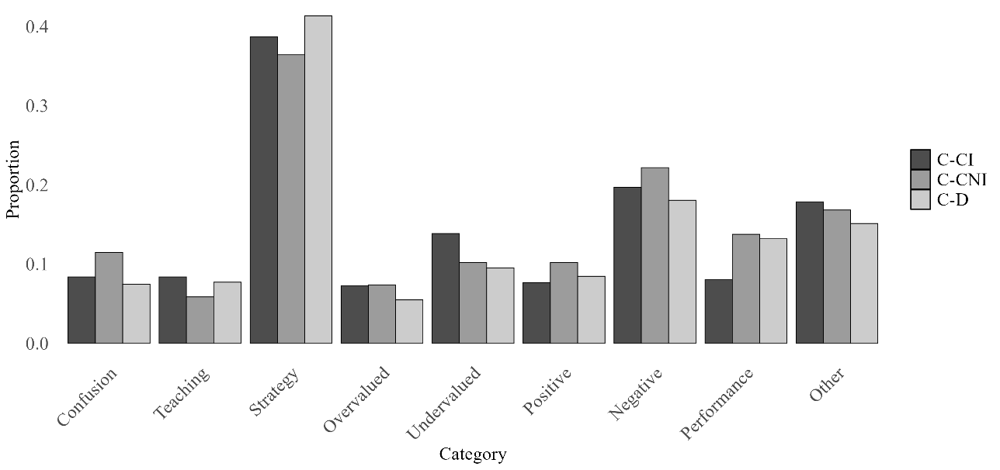 Proportion
0.4
0.3
0.2
0.1
0.0
Confusion
Teaching
Strategy
Overvalued
Undervalued
Positive
Negative
Performance
Other
Category
C-CI
C-CNI
C-D